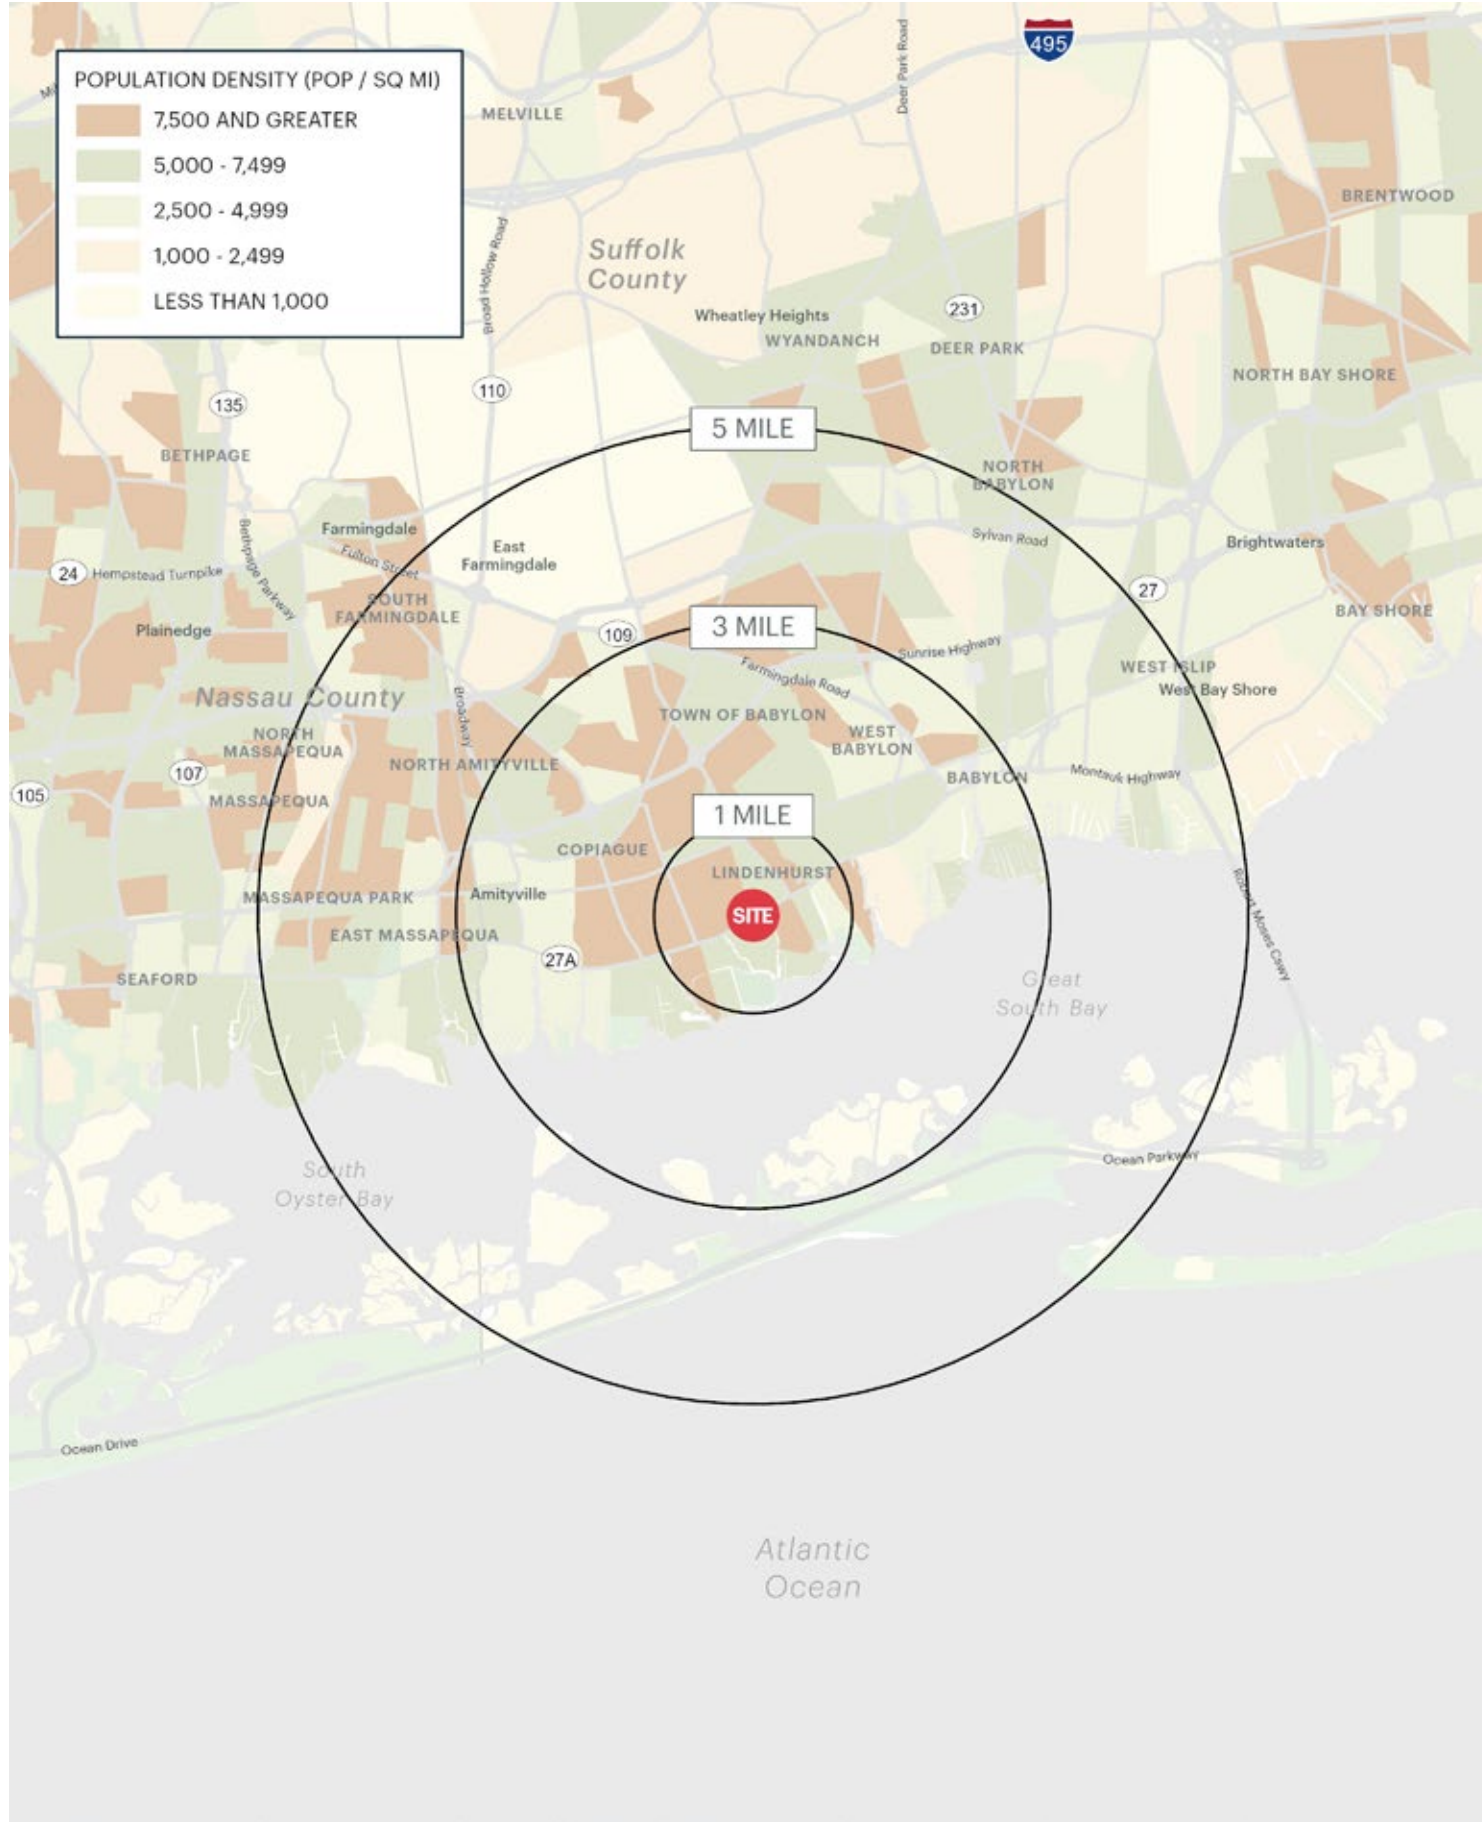 495
Deer Park Road
POPULATION DENSITY (POP / SQ MI)
7,500 AND GREATER
5,000 - 7,499
2,500 - 4,999
1,000 - 2,499
LESS THAN 1,000
MELVILLE
BRENTWOOD
Broad Hollow Road
Suffolk
County
Wheatley Heights
WYANDANCH
231
DEER PARK
NORTH BAY SHORE
110
135
5 MILE
BETHPAGE
NORTH
BABYLON
Farmingdale
Fulton Street
East
Farmingdale
Sylvan Road
Brightwaters
Bethpage Parkway
24
Hempstead Turnpike
27
SOUTH
FARMINGDALE
BAY SHORE
Plainedge
109
3 MILE
Sunrise Highway
Farmingdale Road
WEST ISLIP
West Bay Shore
Nassau County
Broadway
TOWN OF BABYLON
WEST
BABYLON
NORTH
MASSAPEQUA
NORTH AMITYVILLE
107
BABYLON
Montauk Highway
105
MASSAPEQUA
1 MILE
COPIAGUE
LINDENHURST
MASSAPEQUA PARK
Amityville
SITE
EAST MASSAPEQUA
27A
Robert Moses Cswy
SEAFORD
Great
South Bay
South
Oyster Bay
Ocean Parkway
Ocean Drive
Atlantic
Ocean